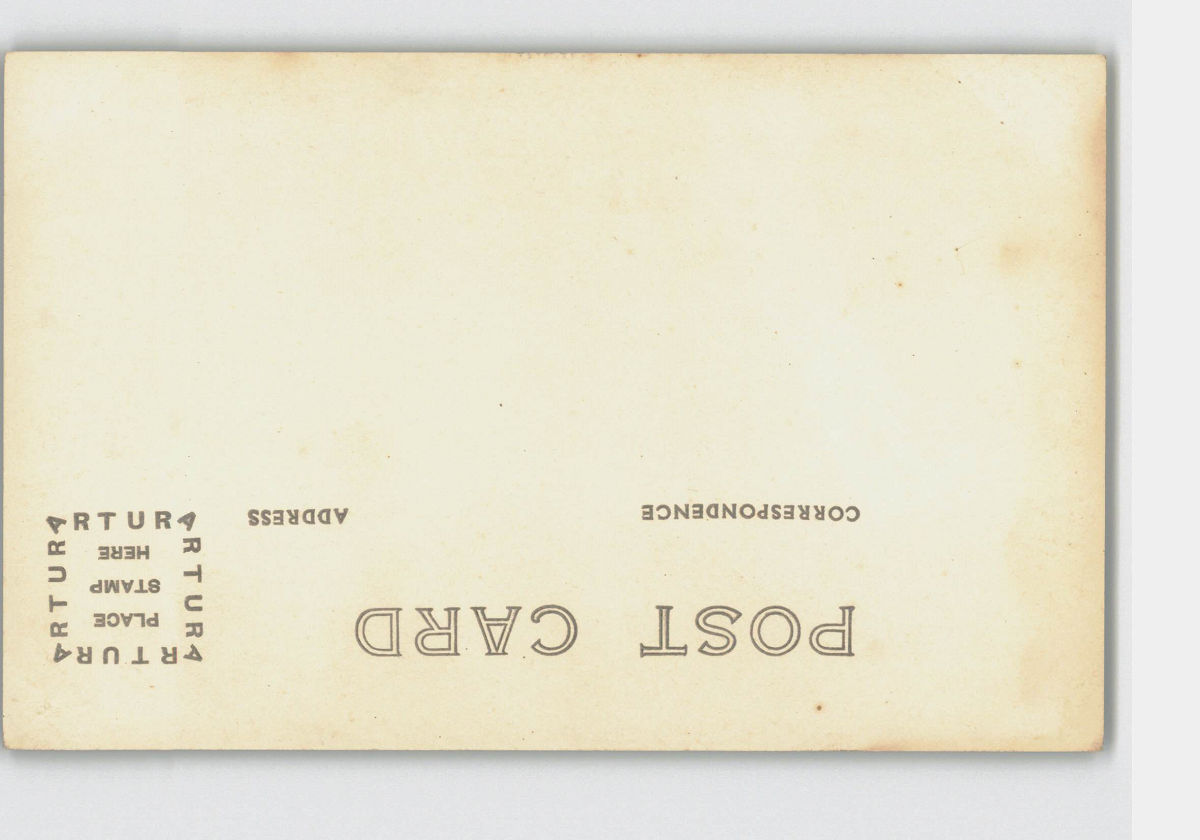 POST CARD
CORRESPONDENCE
ADDRESS
ARTURA
ARTURA
PLACE
STAMP
HERE
ARTURA
ARTURA